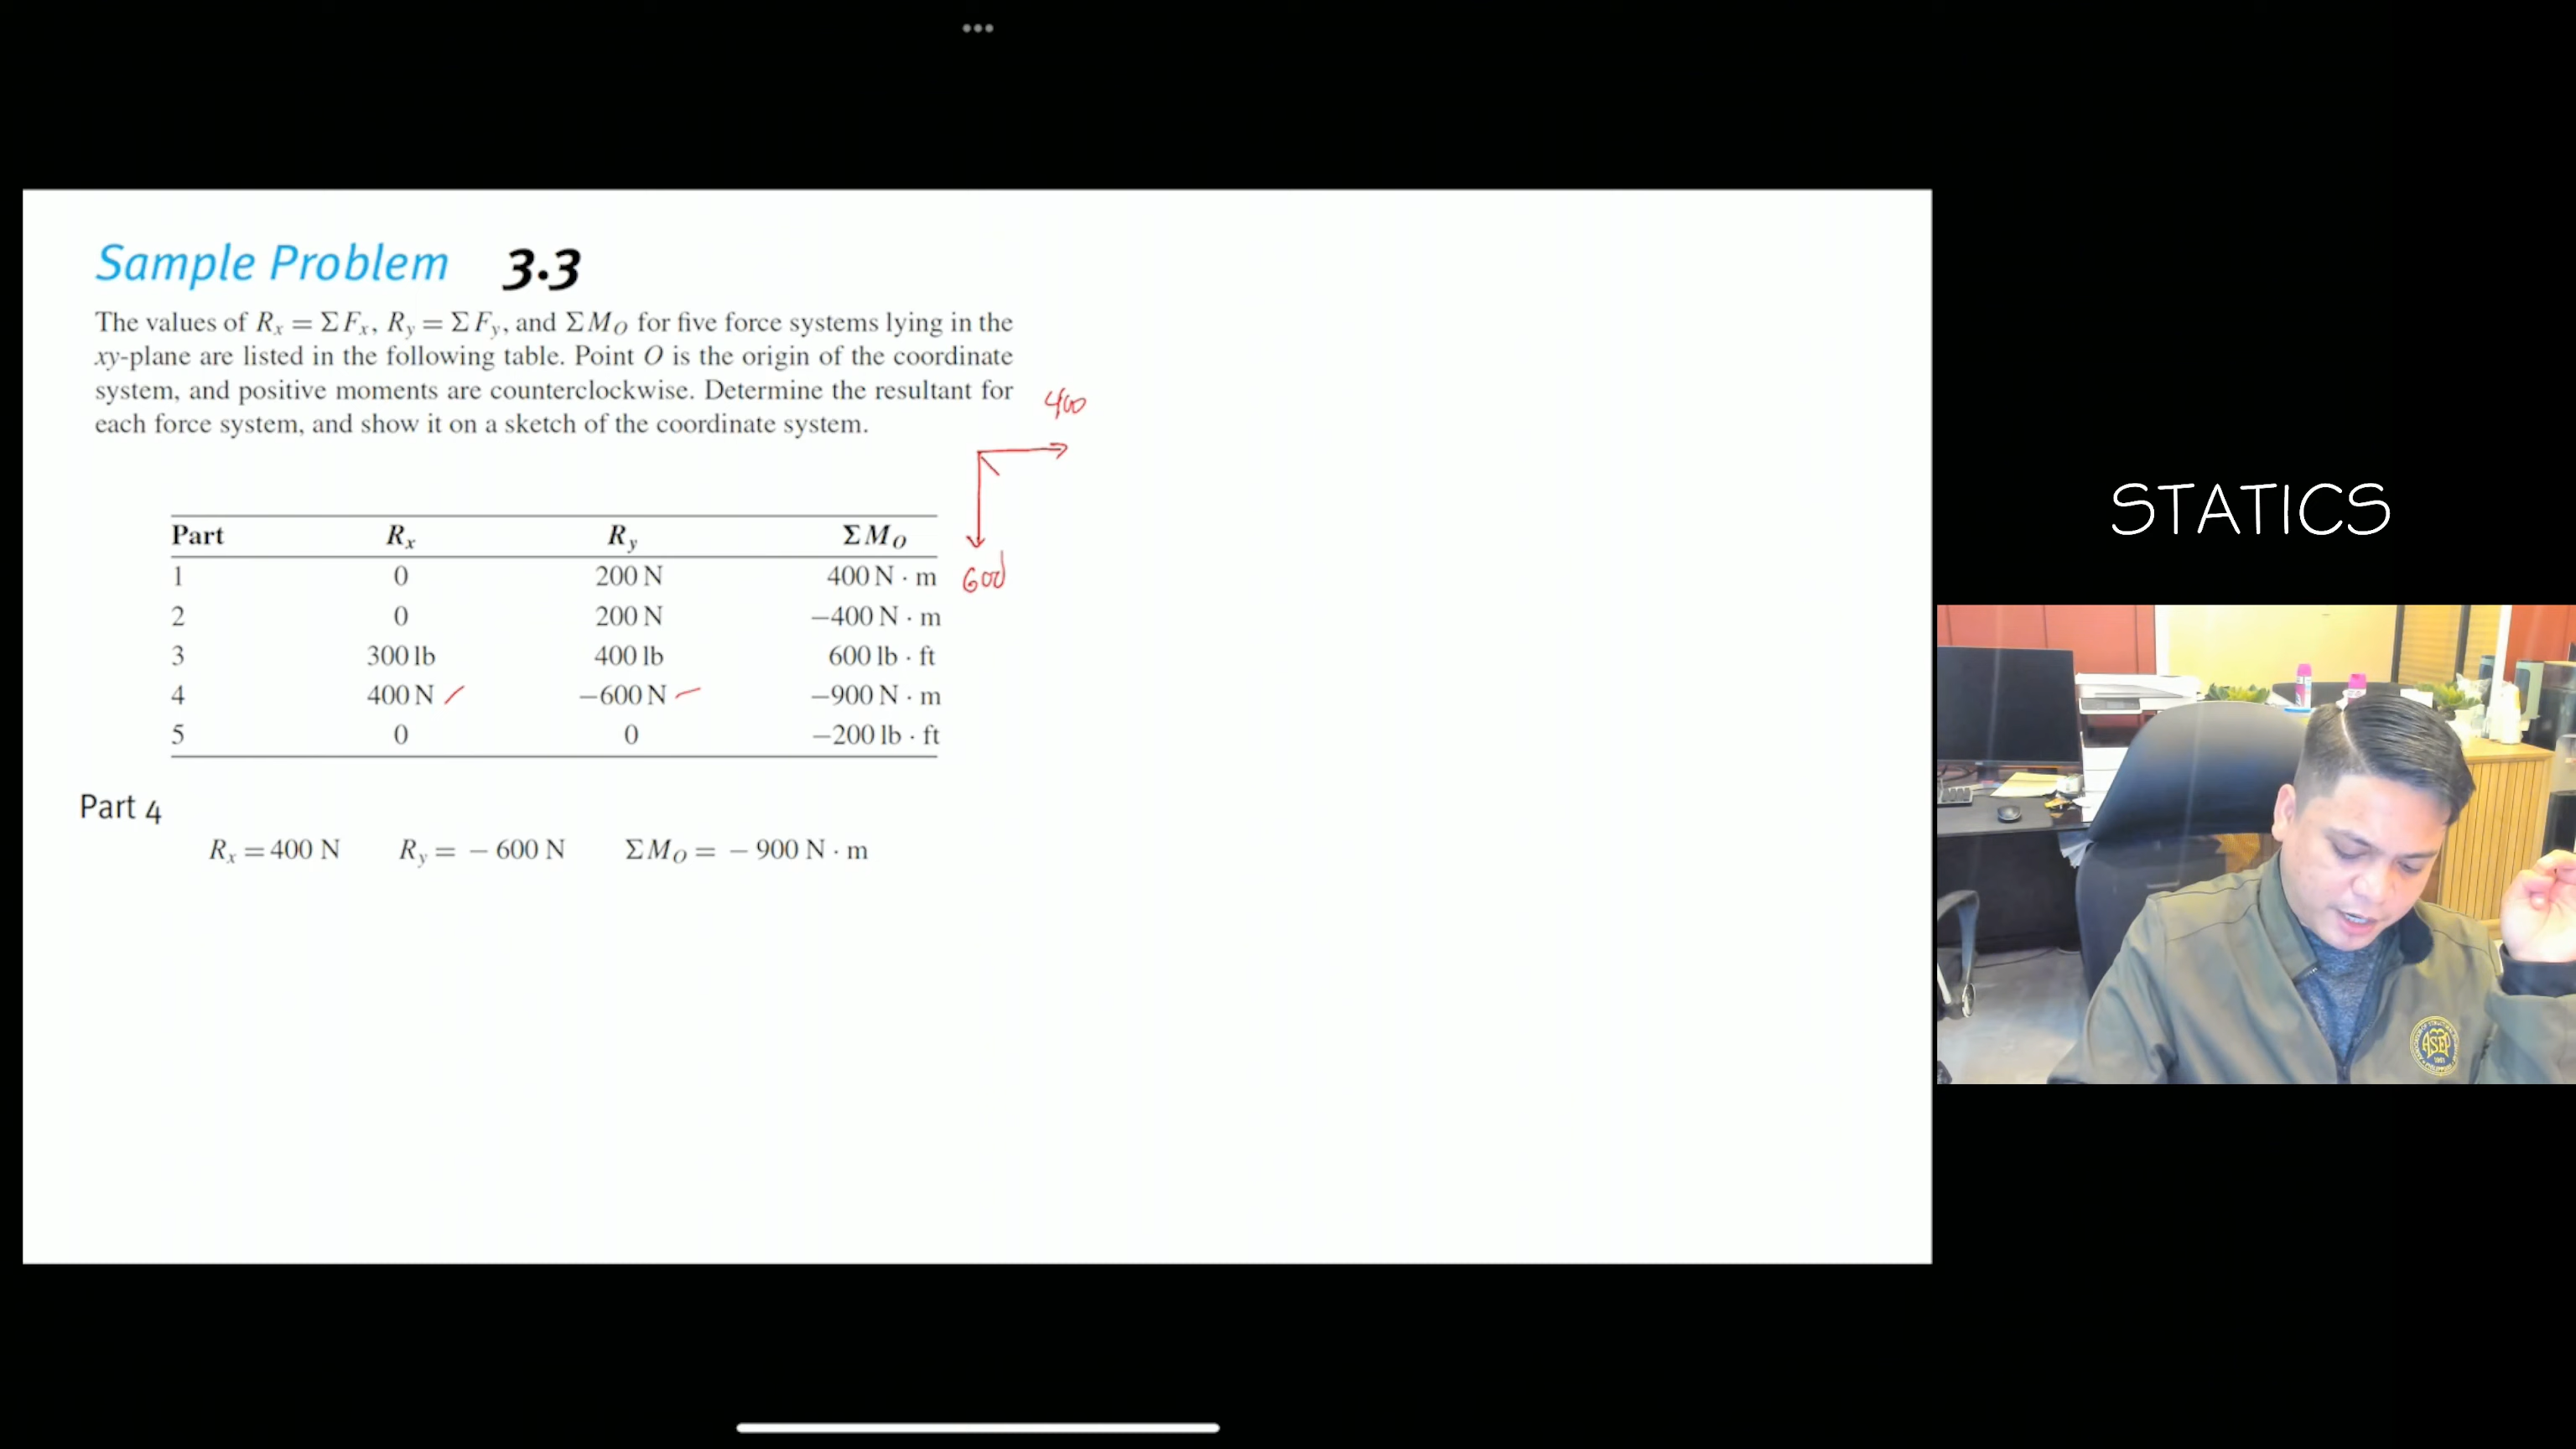 Sample Problem 3.3
The values of Rx = ΣFx, Ry = ΣFy, and ΣMO for five force systems lying in the
xy-plane are listed in the following table. Point O is the origin of the coordinate
system, and positive moments are counterclockwise. Determine the resultant for
each force system, and show it on a sketch of the coordinate system.
400
Part Rx Ry ΣMO
1 0 200 N 400 N · m
600
2 0 200 N −400 N · m
3 300 lb 400 lb 600 lb · ft
4 400 N −600 N −900 N · m
5 0 0 −200 lb · ft
Part 4
Rx = 400 N Ry = − 600 N ΣMO = − 900 N · m
STATICS
ASEP